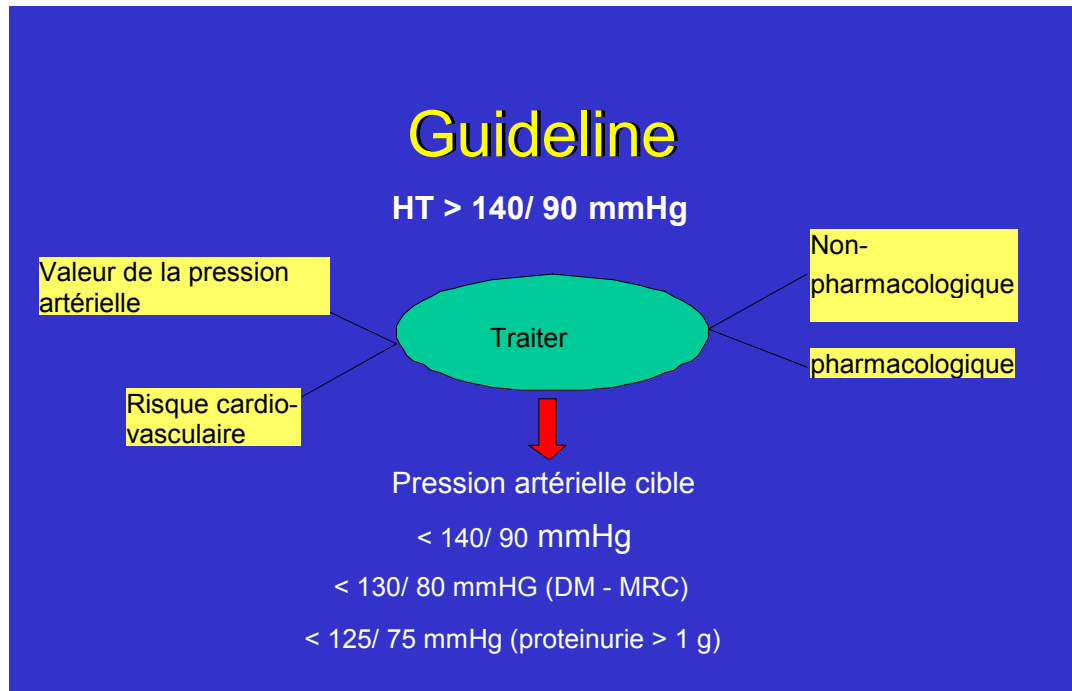 Guideline
HT > 140/ 90 mmHg
Valeur de la pression
artérielle
Risque cardio-
vasculaire
Traiter
Non-
pharmacologique
pharmacologique
Pression artérielle cible
< 140/ 90 mmHg
< 130/ 80 mmHG (DM - MRC)
< 125/ 75 mmHg (proteinurie > 1 g)